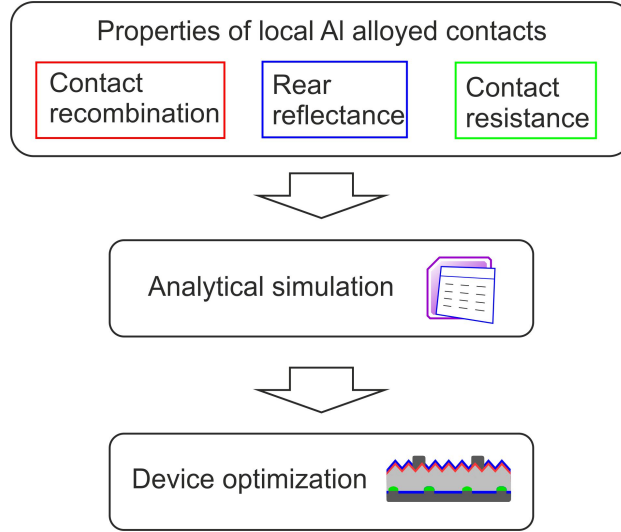 Properties of local Al alloyed contacts
Contact
recombination
Rear
reflectance
Contact
resistance
Analytical simulation
Device optimization